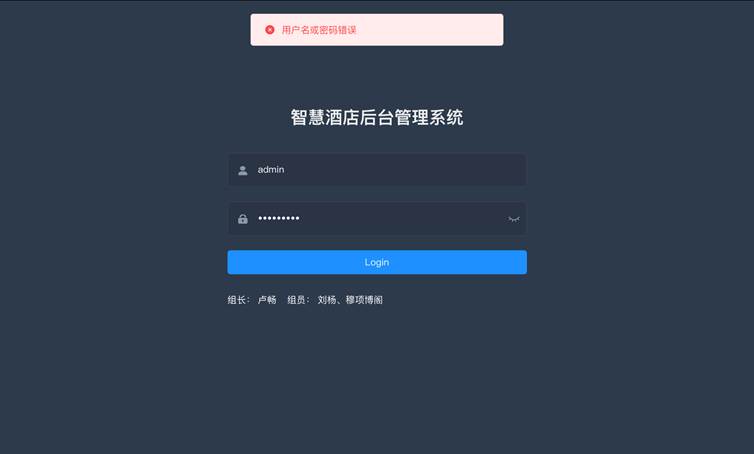 用户名或密码错误
智慧酒店后台管理系统
admin
•••••••••
Login
组长： 卢畅 组员： 刘杨、穆项博阁